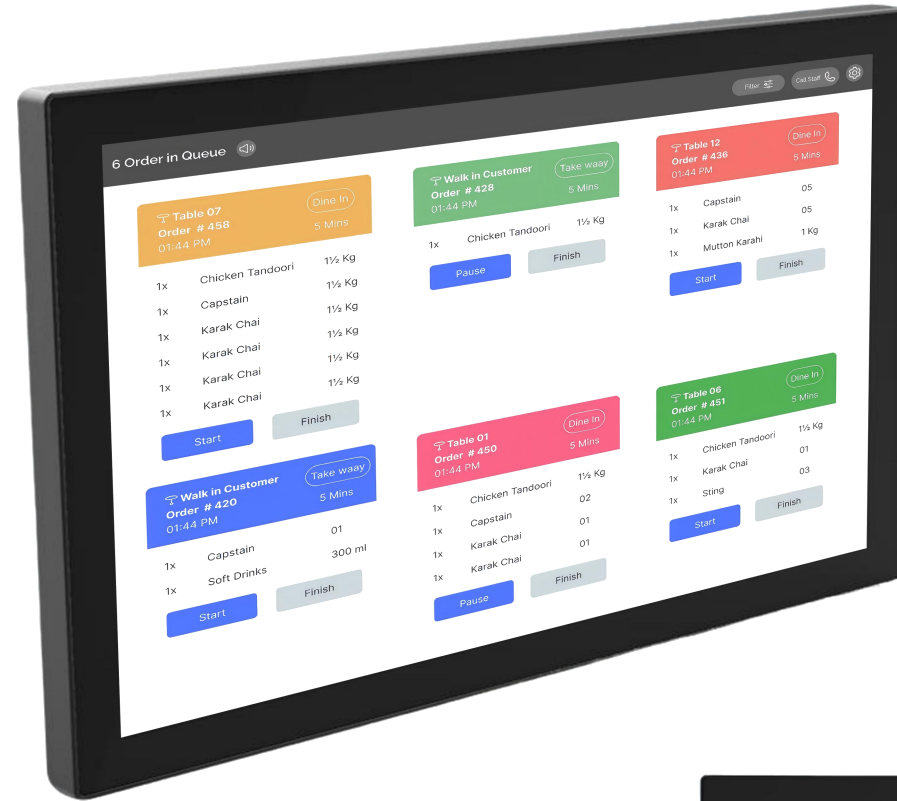 6 Order in Queue
Filter
Call Staff
Table 07 Dine In
Order # 458 5 Mins
01:44 PM
1x Chicken Tandoori 1½ Kg
1x Capstain 1½ Kg
1x Karak Chai 1½ Kg
1x Karak Chai 1½ Kg
1x Karak Chai 1½ Kg
1x Karak Chai 1½ Kg
Start Finish
Walk in Customer Take waay
Order # 428 5 Mins
01:44 PM
1x Chicken Tandoori 1½ Kg
Pause Finish
Table 12 Dine In
Order # 436 5 Mins
01:44 PM
1x Capstain 05
1x Karak Chai 05
1x Mutton Karahi 1 Kg
Start Finish
Walk in Customer Take waay
Order # 420 5 Mins
01:44 PM
1x Capstain 01
1x Soft Drinks 300 ml
Start Finish
Table 01 Dine In
Order # 450 5 Mins
01:44 PM
1x Chicken Tandoori 1½ Kg
1x Capstain 02
1x Karak Chai 01
1x Karak Chai 01
Pause Finish
Table 06 Dine In
Order # 451 5 Mins
01:44 PM
1x Chicken Tandoori 1½ Kg
1x Karak Chai 01
1x Sting 03
Start Finish